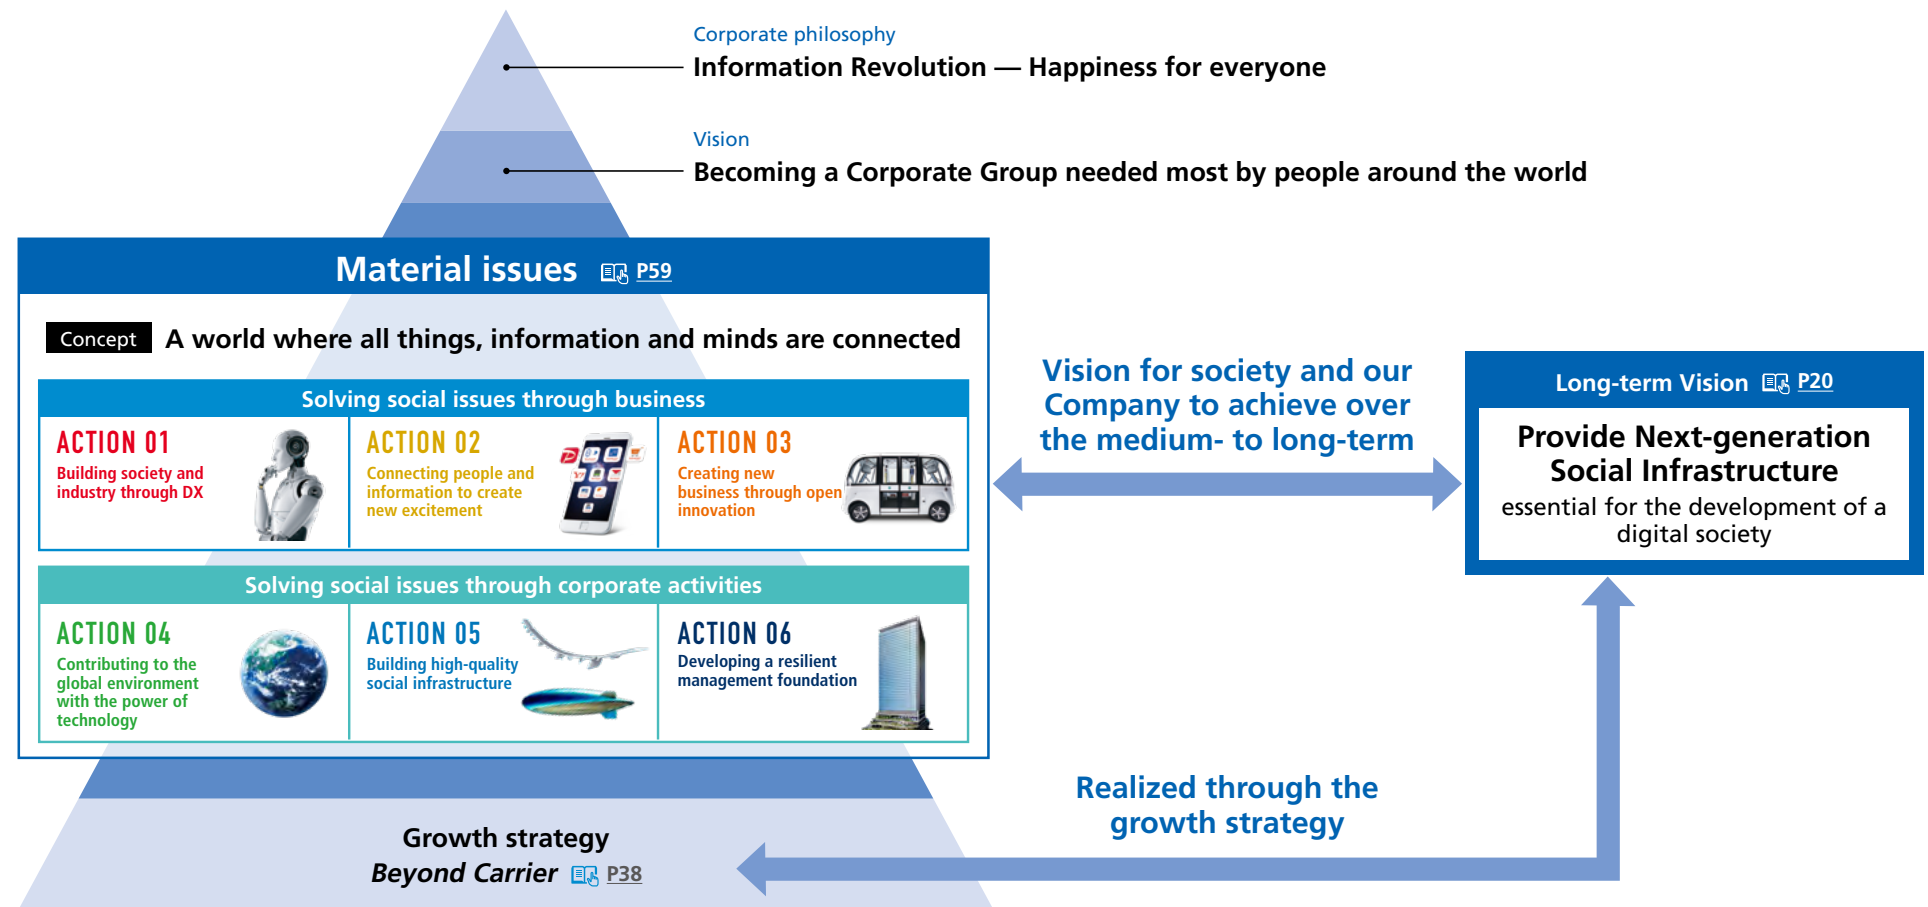 Corporate philosophy
Information Revolution — Happiness for everyone
Vision
Becoming a Corporate Group needed most by people around the world
Material issues P59
Concept A world where all things, information and minds are connected
Solving social issues through business
ACTION 01
Building society and
industry through DX
ACTION 02
Connecting people and
information to create
new excitement
ACTION 03
Creating new
business through open
innovation
Solving social issues through corporate activities
ACTION 04
Contributing to the
global environment
with the power of
technology
ACTION 05
Building high-quality
social infrastructure
ACTION 06
Developing a resilient
management foundation
Vision for society and our
Company to achieve over
the medium- to long-term
Long-term Vision P20
Provide Next-generation
Social Infrastructure
essential for the development of a
digital society
Realized through the
growth strategy
Growth strategy
Beyond Carrier P38